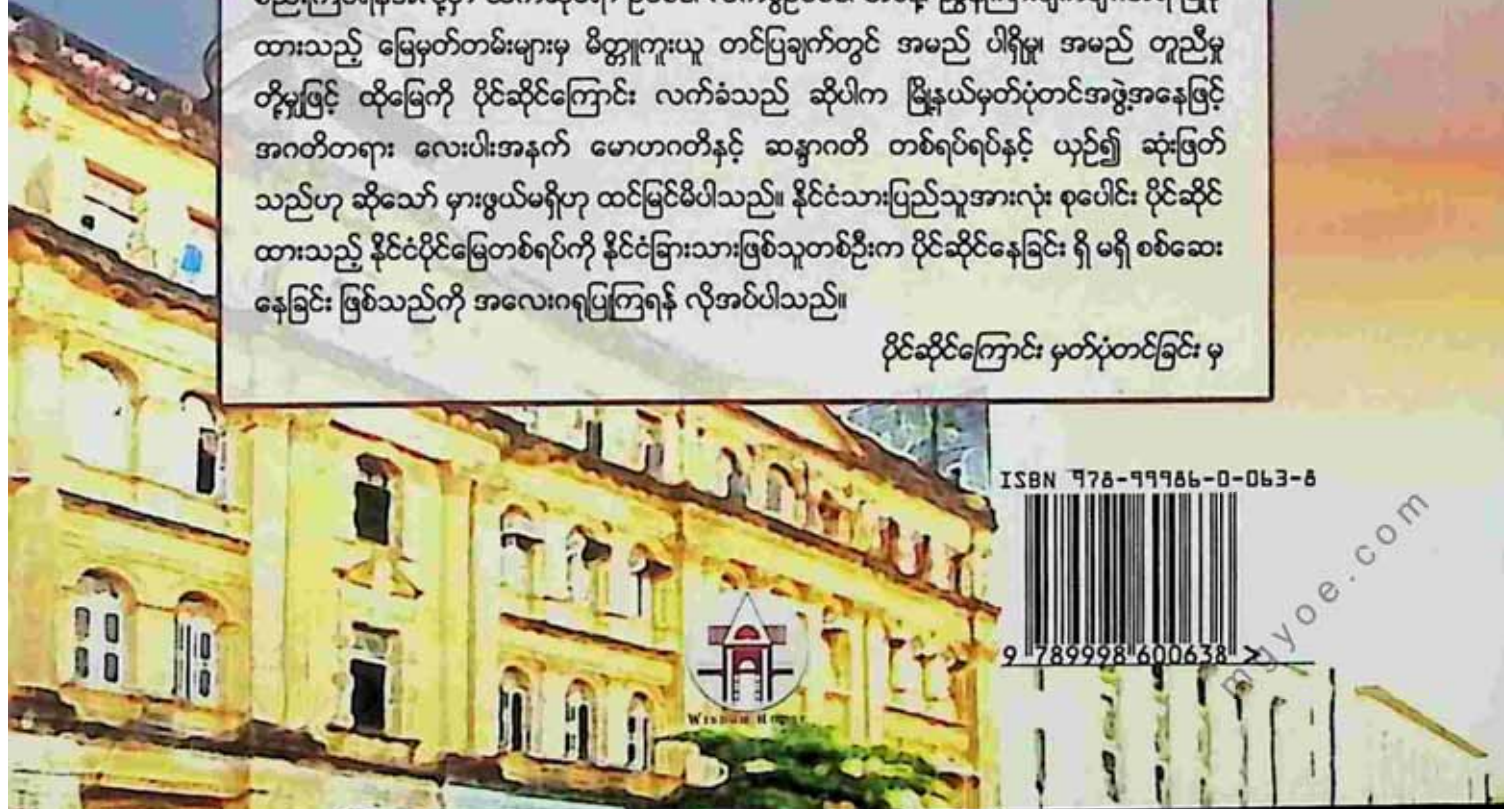 ထားသည့် မြေမှတ်တမ်းများမှ မိတ္တူကူးယူ တင်ပြချက်တွင် အမည် ပါရှိမှု၊ အမည် တူညီမှု
တို့မျှဖြင့် ထိုမြေကို ပိုင်ဆိုင်ကြောင်း လက်ခံသည် ဆိုပါက မြို့နယ်မှတ်ပုံတင်အဖွဲ့အနေဖြင့်
အဂတိတရား လေးပါးအနက် မောဟဂတိနှင့် ဆန္ဒာဂတိ တစ်ရပ်ရပ်နှင့် ယှဉ်၍ ဆုံးဖြတ်
သည်ဟု ဆိုသော် မှားဖွယ်မရှိဟု ထင်မြင်မိပါသည်။ နိုင်ငံသားပြည်သူအားလုံး စုပေါင်း ပိုင်ဆိုင်
ထားသည့် နိုင်ငံပိုင်မြေတစ်ရပ်ကို နိုင်ငံခြားသားဖြစ်သူတစ်ဦးက ပိုင်ဆိုင်နေခြင်း ရှိ မရှိ စစ်ဆေး
နေခြင်း ဖြစ်သည်ကို အလေးဂရုပြုကြရန် လိုအပ်ပါသည်။
ပိုင်ဆိုင်ကြောင်း မှတ်ပုံတင်ခြင်း မှ
ISBN 978-99986-0-063-8
9 789998 600638 >
WISDOM HOUSE
mgyoe.com